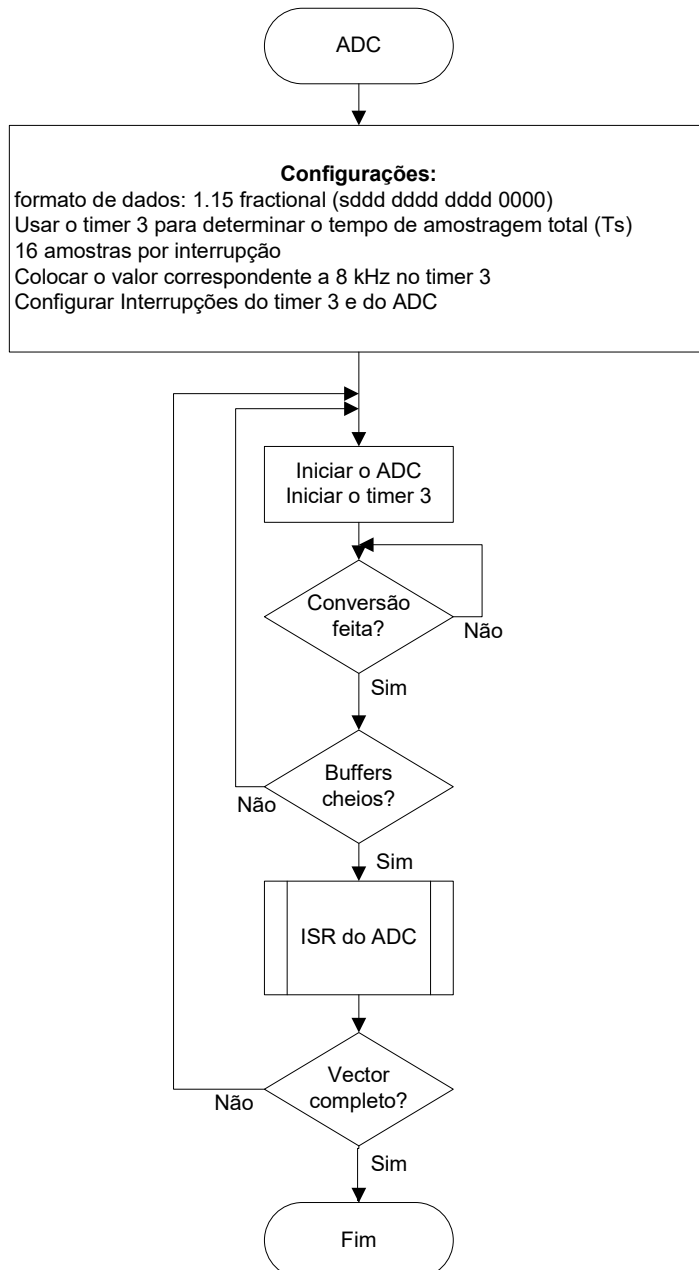 ADC
Configurações:
formato de dados: 1.15 fractional (sddd dddd dddd 0000)
Usar o timer 3 para determinar o tempo de amostragem total (Ts)
16 amostras por interrupção
Colocar o valor correspondente a 8 kHz no timer 3
Configurar Interrupções do timer 3 e do ADC
Iniciar o ADC
Iniciar o timer 3
Conversão
feita?
Não
Sim
Buffers
cheios?
Não
Sim
ISR do ADC
Vector
completo?
Não
Sim
Fim